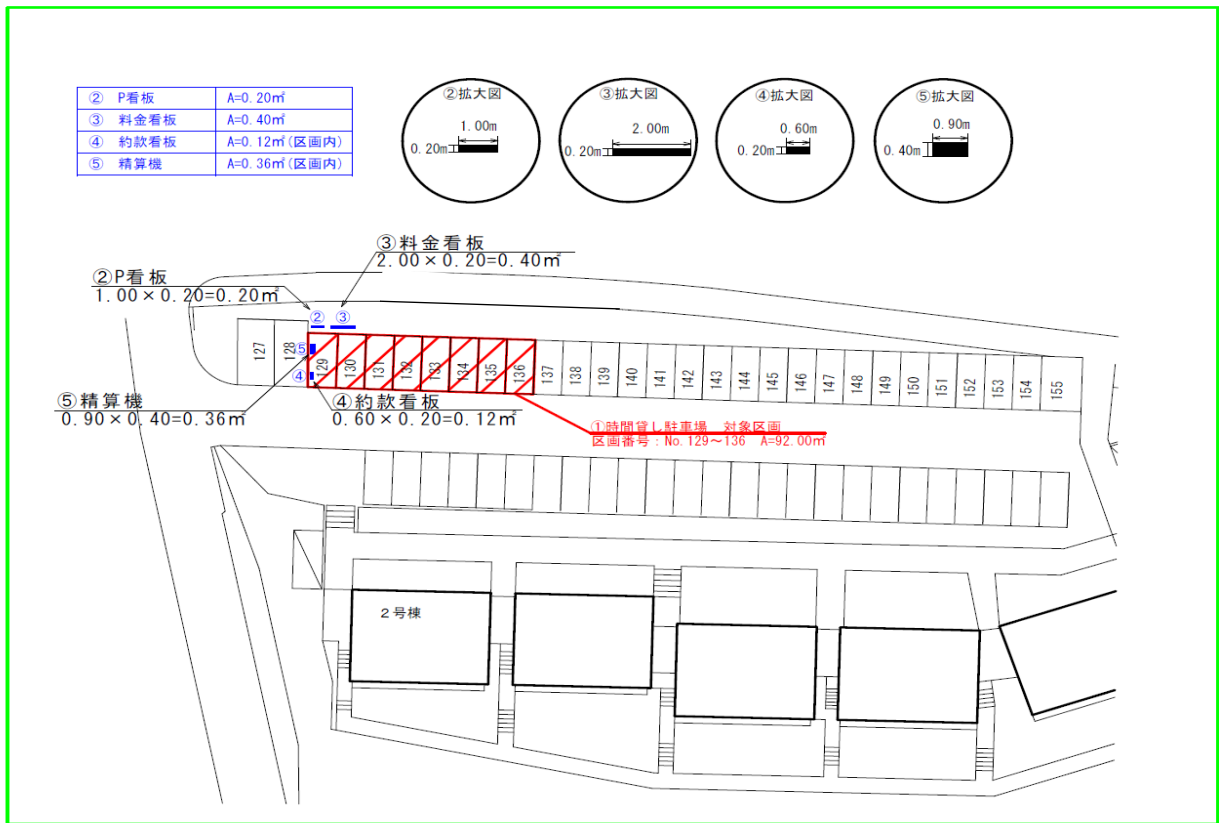 ② P看板 A=0.20㎡
③ 料金看板 A=0.40㎡
④ 約款看板 A=0.12㎡(区画内)
⑤ 精算機 A=0.36㎡(区画内)
②拡大図
1.00m
0.20m
③拡大図
2.00m
0.20m
④拡大図
0.60m
0.20m
⑤拡大図
0.90m
0.40m
③料金看板
2.00×0.20=0.40㎡
②P看板
1.00×0.20=0.20㎡
② ③
⑤
④
127 128 129 130 131 132 133 134 135 136 137 138 139 140 141 142 143 144 145 146 147 148 149 150 151 152 153 154 155
⑤精算機
0.90×0.40=0.36㎡
④約款看板
0.60×0.20=0.12㎡
①時間貸し駐車場 対象区画
区画番号:No.129～136 A=92.00㎡
2号棟